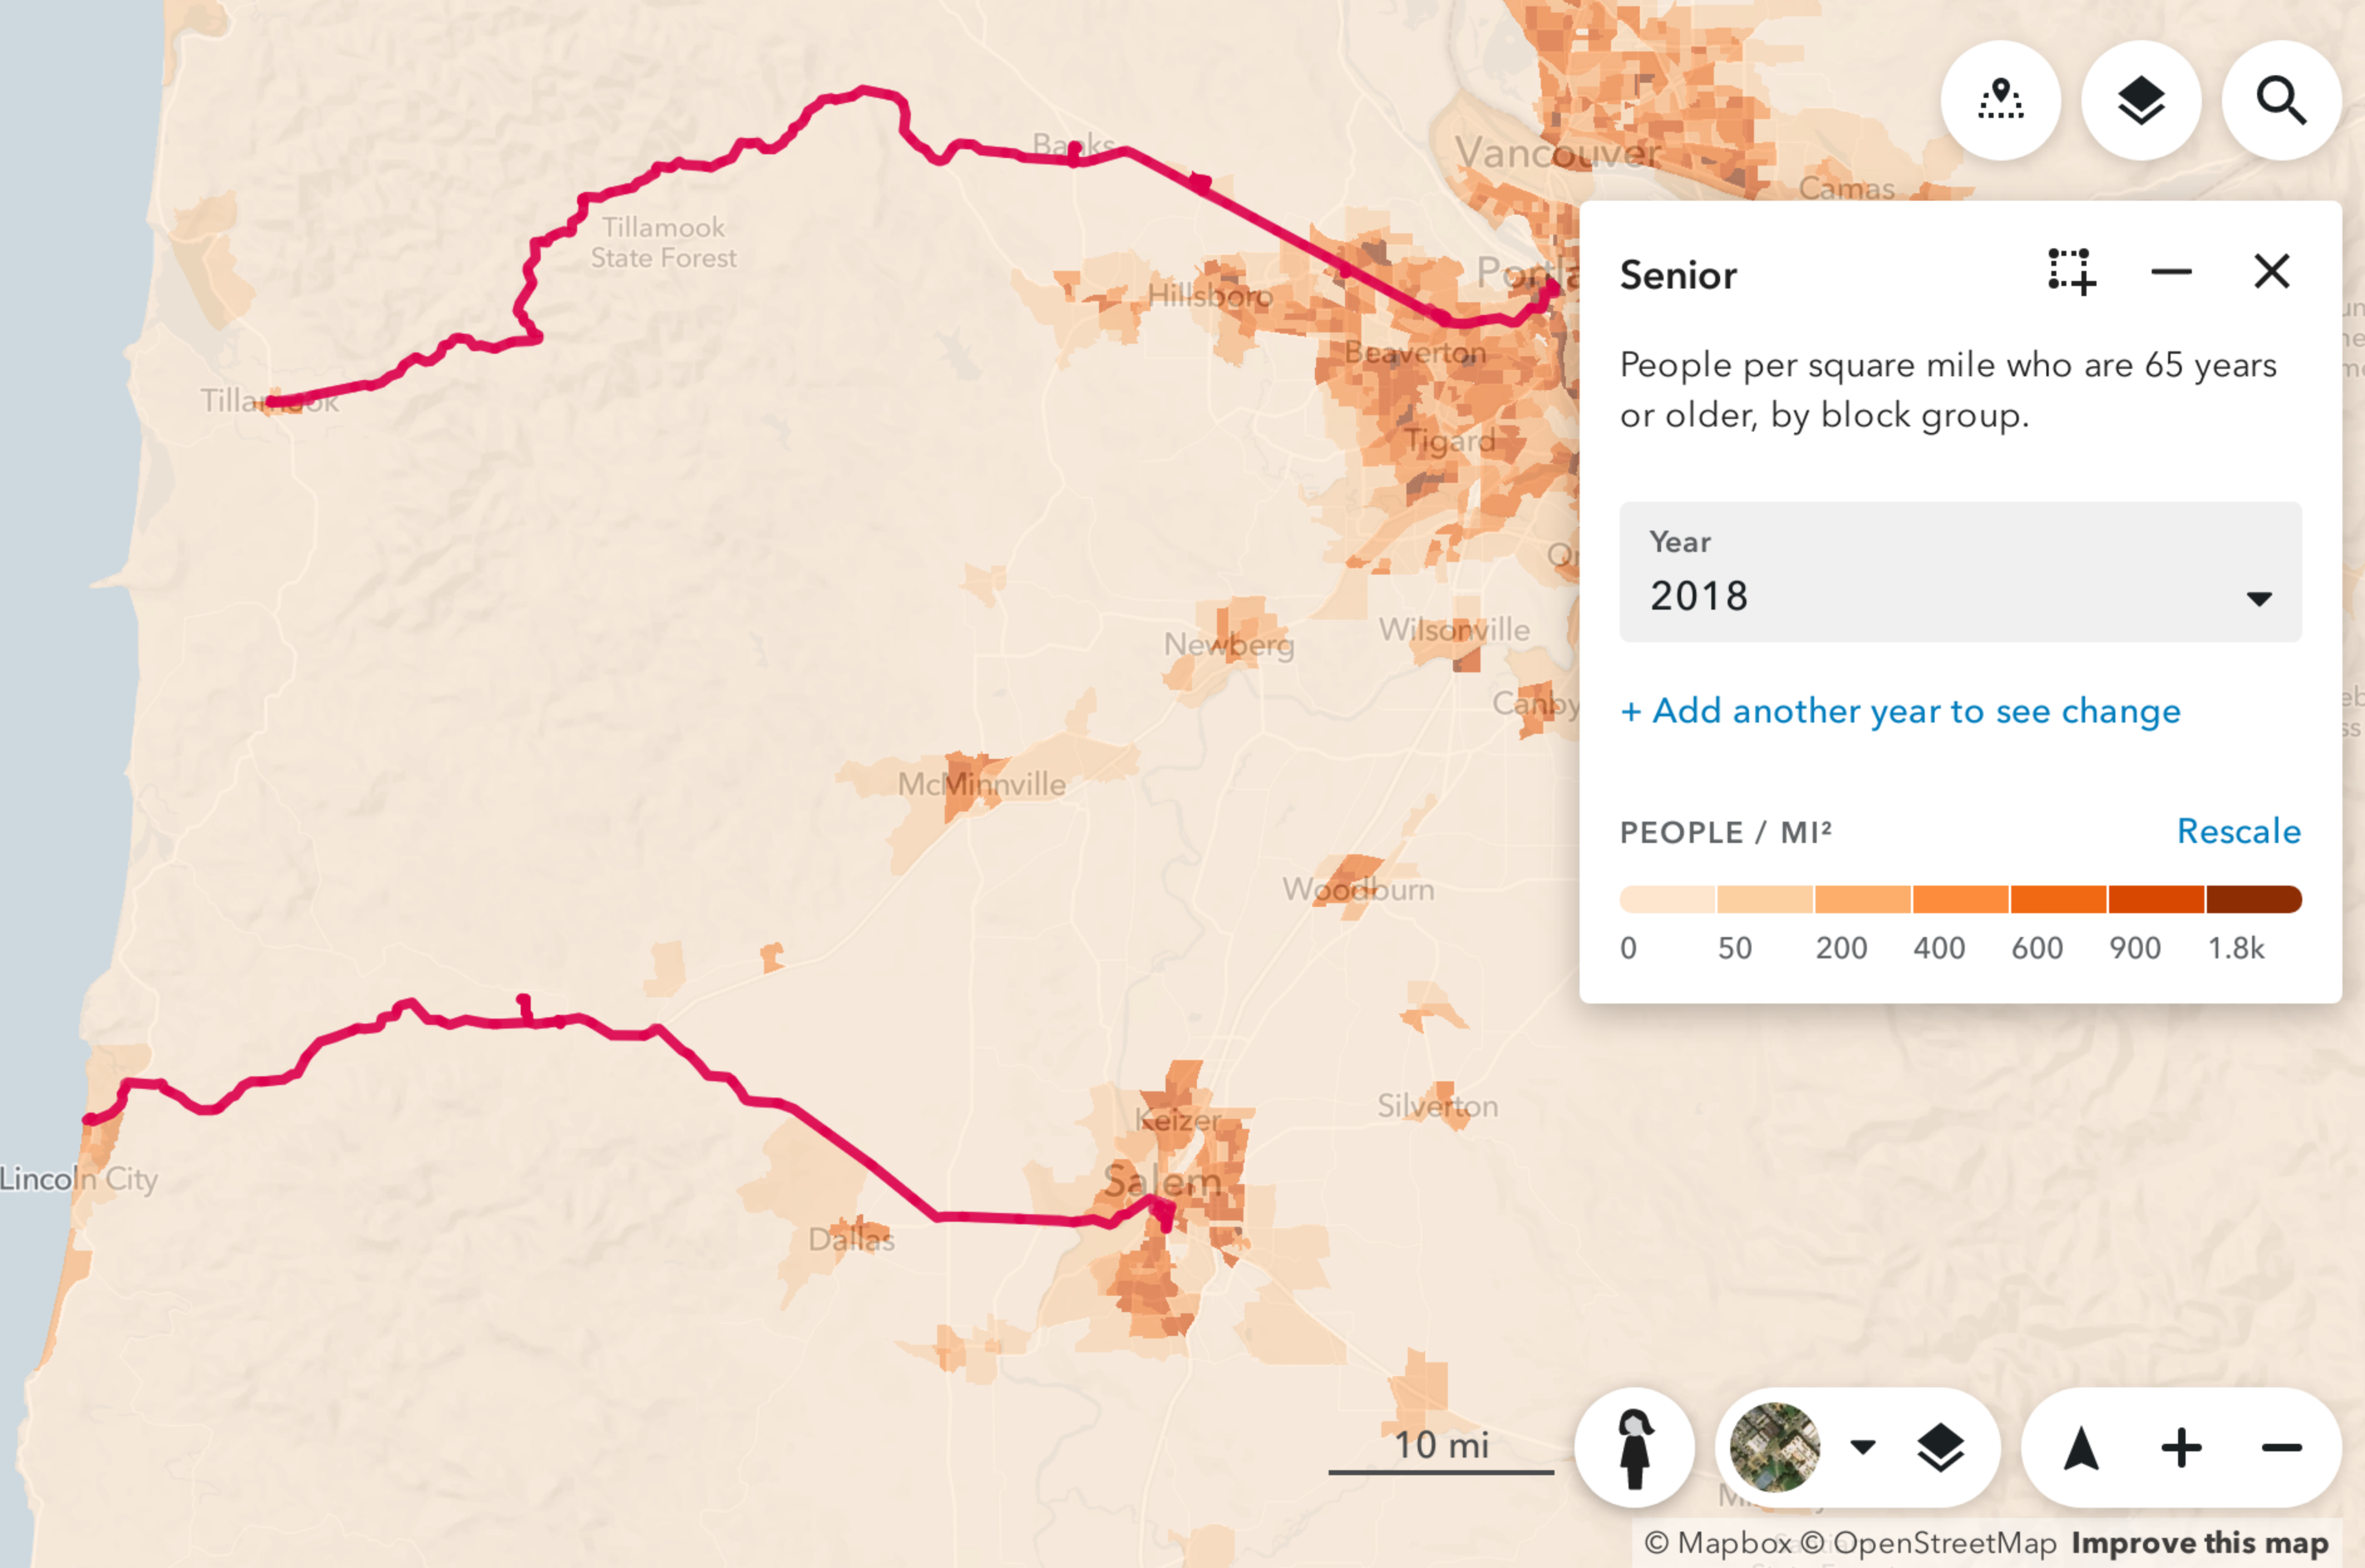 Banks
Vancouver
Camas
Tillamook
State Forest
Hillsboro
Beaverton
Tillamook
Tigard
Newberg
Wilsonville
Canby
McMinnville
Woodburn
Keizer
Silverton
Salem
Lincoln City
Dallas
Senior
People per square mile who are 65 years
or older, by block group.
Year
2018
+ Add another year to see change
PEOPLE / MI² Rescale
0 50 200 400 600 900 1.8k
10 mi
© Mapbox © OpenStreetMap Improve this map